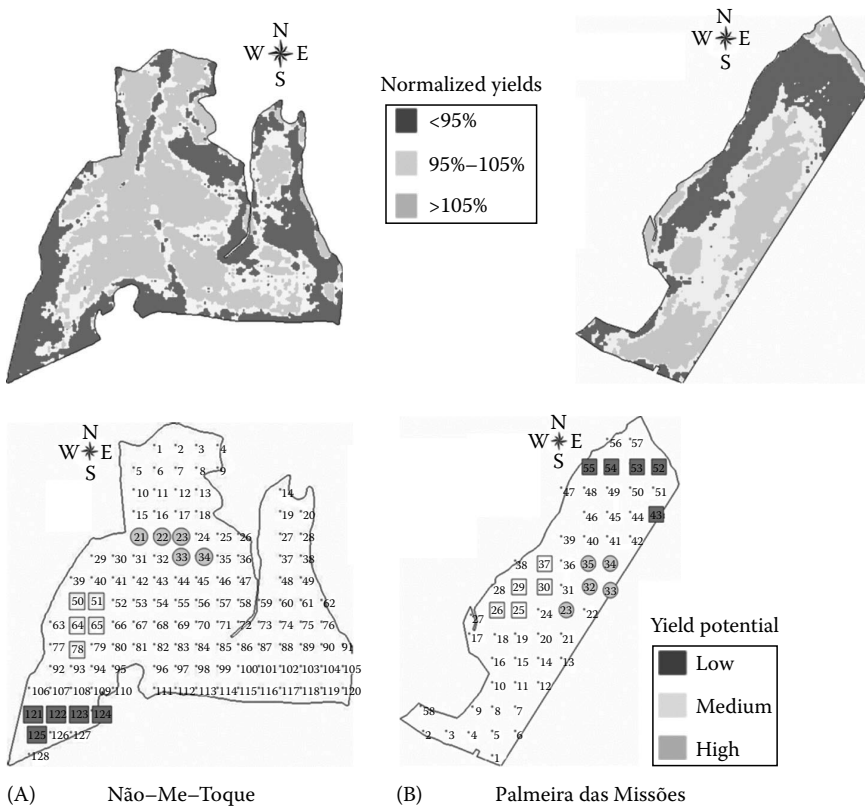 N
W E
S
N
W E
S
Normalized yields
<95%
95%–105%
>105%
N
W E
S
*1 *2 *3 *4
*5 *6 *7 *8 *9
*10 *11 *12 *13
*14
*15 *16 *17 *18
*19 *20
21 22 23 *24 *25 *26
*27 *28
*29 *30 *31 *32 33 34 *35 *36
*37 *38
*39 *40 *41 *42 *43 *44 *45 *46 *47
*48 *49
50 51 *52 *53 *54 *55 *56 *57 *58 *59 *60 *61 *62
*63 64 65 *66 *67 *68 *69 *70 *71 *72 *73 *74 *75 *76
*77 78 *79 *80 *81 *82 *83 *84 *85 *86 *87 *88 *89 *90 91
*92 *93 *94 *95 *96 *97 *98 *99 *100 *101 *102 *103 *104 *105
*106 *107 *108 *109 *110 *111 *112 *113 *114 *115 *116 *117 *118 *119 *120
121 122 123 *124
125 *126 *127
*128
N
W E
S
*56 *57
55 54 53 52
*47 *48 *49 *50 *51
*46 *45 *44 43
*39 *40 *41 *42
*38 37 *36 35 34
28 29 30 *31 32 33
27 26 25 *24 23 *22
*17 *18 *19 *20 *21
*16 *15 *14 *13
*10 *11 *12
58 *9 *8 *7
*2 *3 *4 *5 *6
*1
Yield potential
Low
Medium
High
(A) Não–Me–Toque
(B) Palmeira das Missões